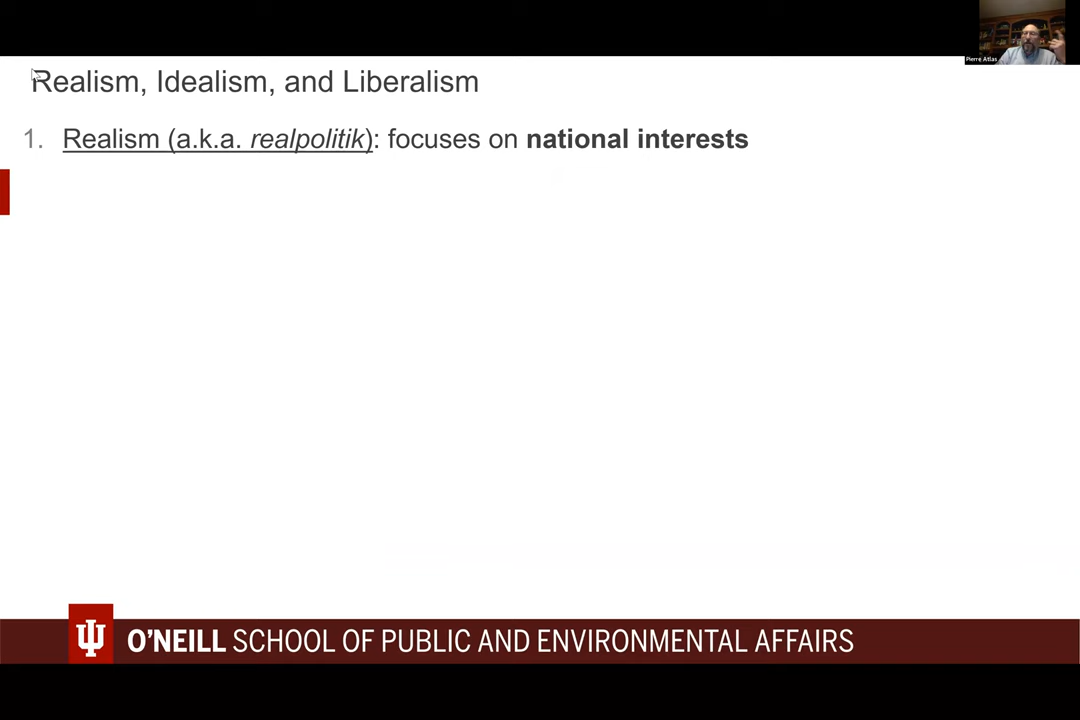 Pierre Atlas
Realism, Idealism, and Liberalism
1. Realism (a.k.a. realpolitik): focuses on national interests
O'NEILL SCHOOL OF PUBLIC AND ENVIRONMENTAL AFFAIRS